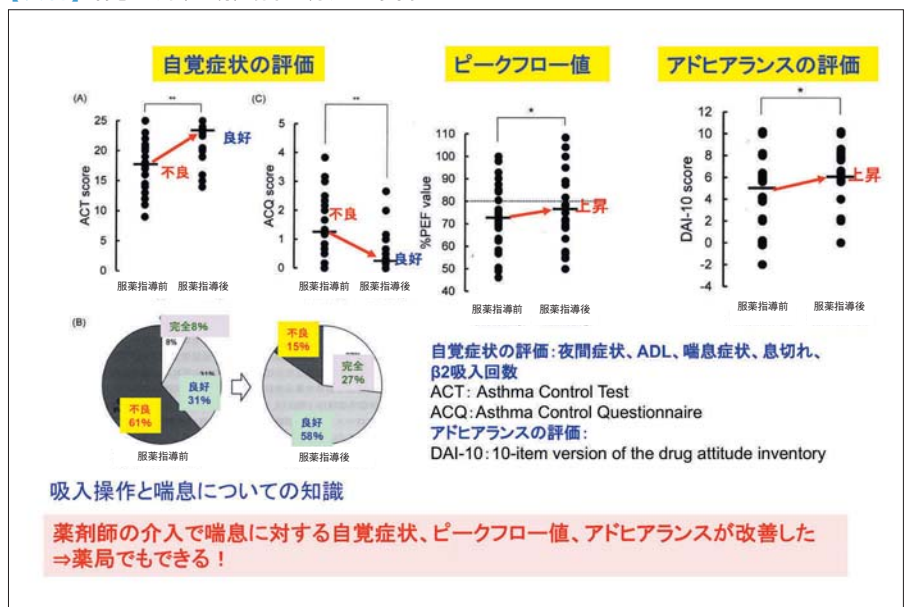 自覚症状の評価
ピークフロー値
アドヒアランスの評価
(A)
**
25
20
15
10
5
0
ACT score
不良
良好
服薬指導前
服薬指導後
(C)
**
5
4
3
2
1
0
ACQ score
不良
良好
服薬指導前
服薬指導後
*
110
100
90
80
70
60
50
40
%PEF value
上昇
服薬指導前
服薬指導後
*
12
10
8
6
4
2
0
-2
-4
DAI-10 score
上昇
服薬指導前
服薬指導後
(B)
完全8%
8%
31%
良好
31%
不良
61%
服薬指導前
不良
15%
完全
27%
良好
58%
服薬指導後
自覚症状の評価:夜間症状、ADL、喘息症状、息切れ、
β2吸入回数
ACT: Asthma Control Test
ACQ:Asthma Control Questionnaire
アドヒアランスの評価:
DAI-10:10-item version of the drug attitude inventory
吸入操作と喘息についての知識
薬剤師の介入で喘息に対する自覚症状、ピークフロー値、アドヒアランスが改善した
⇒薬局でもできる!